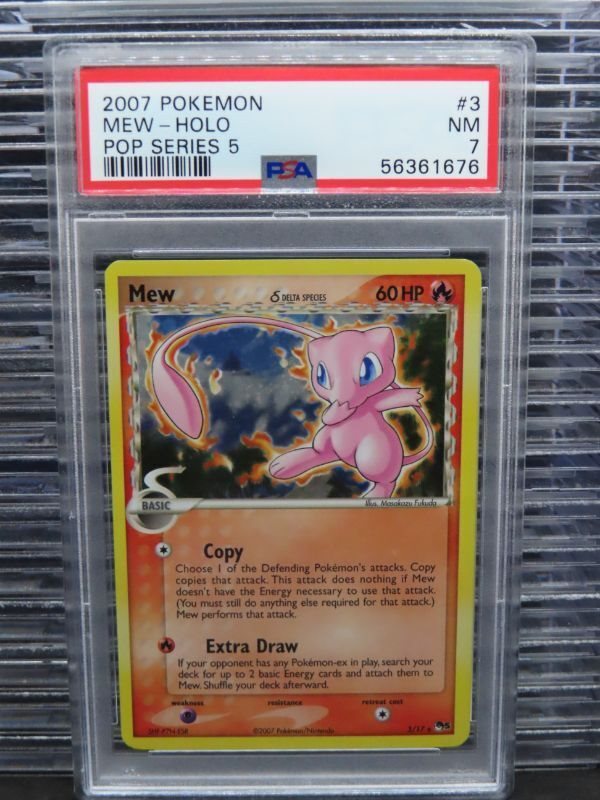 2007 POKEMON #3
MEW - HOLO NM
POP SERIES 5 7
PSA 56361676
Mew δ DELTA SPECIES 60 HP
BASIC
Illus. Masakazu Fukuda
Copy
Choose 1 of the Defending Pokémon's attacks. Copy
copies that attack. This attack does nothing if Mew
doesn't have the Energy necessary to use that attack.
(You must still do anything else required for that attack.)
Mew performs that attack.
Extra Draw
If your opponent has any Pokémon-ex in play, search your
deck for up to 2 basic Energy cards and attach them to
Mew. Shuffle your deck afterward.
weakness resistance retreat cost
©2007 Pokémon/Nintendo 3/17 5